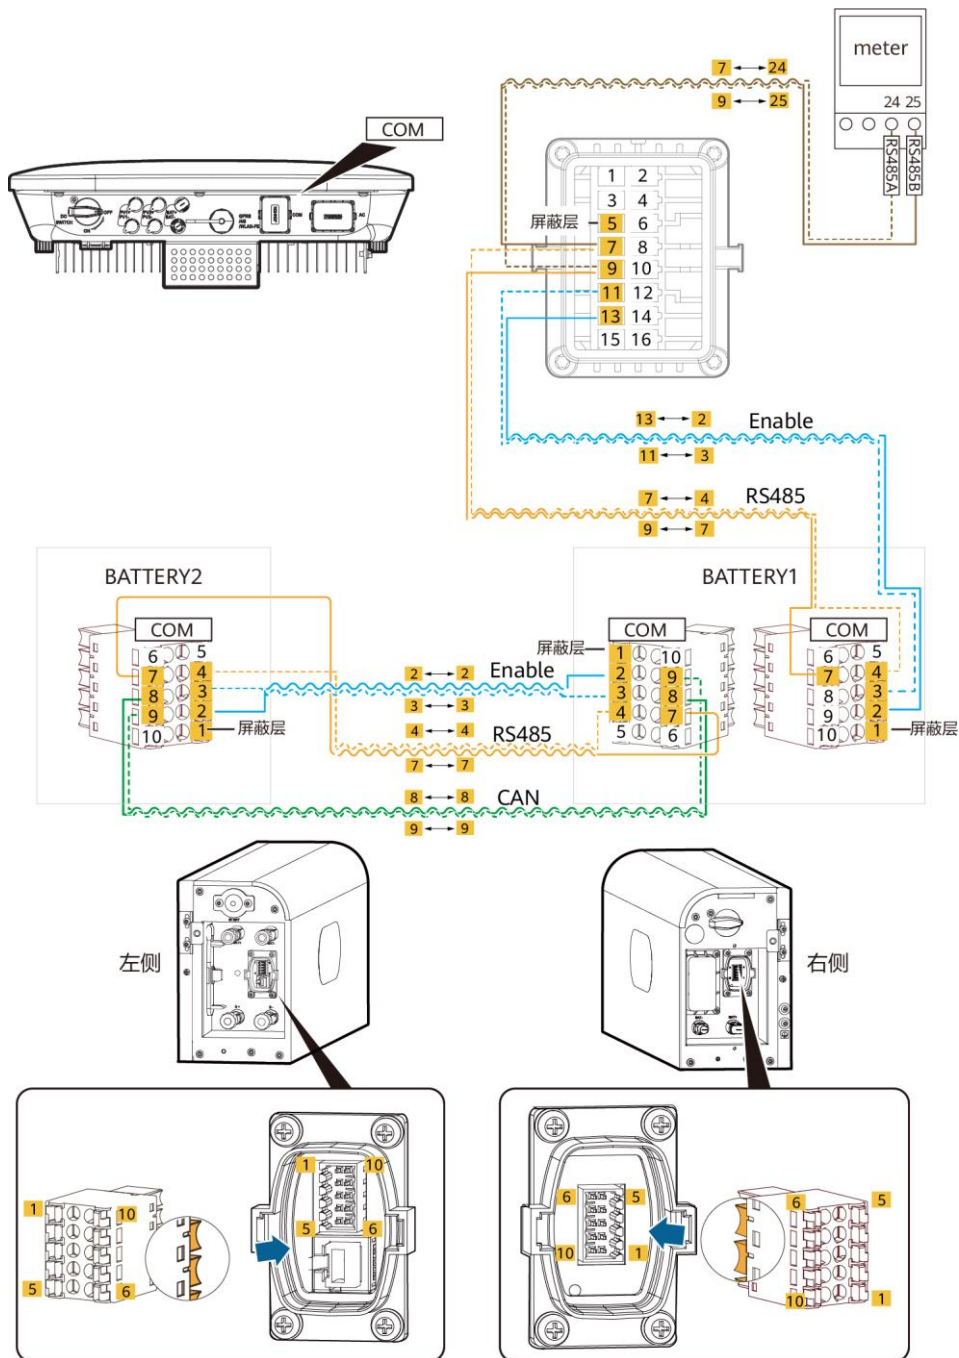 meter
7 24
9 25
24 25
RS485A
RS485B
COM
DC
SWITCH
OFF
ON
COM
AC
1 2
3 4
屏蔽层 5 6
7 8
9 10
11 12
13 14
15 16
13 2 Enable
11 3
7 4 RS485
9 7
BATTERY2
BATTERY1
COM
6 5
7 4
8 3
9 2
10 1 屏蔽层
2 2 Enable
3 3
4 4 RS485
7 7
8 8 CAN
9 9
COM
屏蔽层 1 10
2 9
3 8
4 7
5 6
COM
6 5
7 4
8 3
9 2
10 1 屏蔽层
左侧
右侧
1 10
5 6
1 10
5 6
6 5
10 1
6 5
10 1